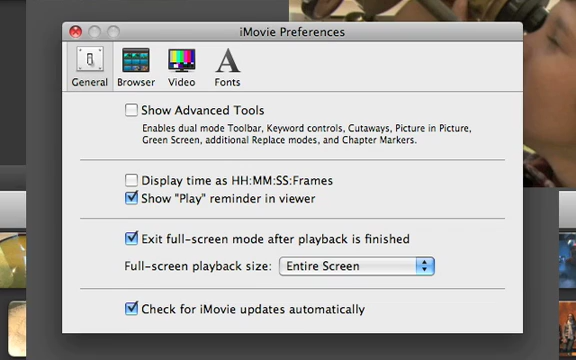 iMovie Preferences
General Browser Video Fonts
Show Advanced Tools
Enables dual mode Toolbar, Keyword controls, Cutaways, Picture in Picture,
Green Screen, additional Replace modes, and Chapter Markers.
Display time as HH:MM:SS:Frames
Show "Play" reminder in viewer
Exit full-screen mode after playback is finished
Full-screen playback size: Entire Screen
Check for iMovie updates automatically